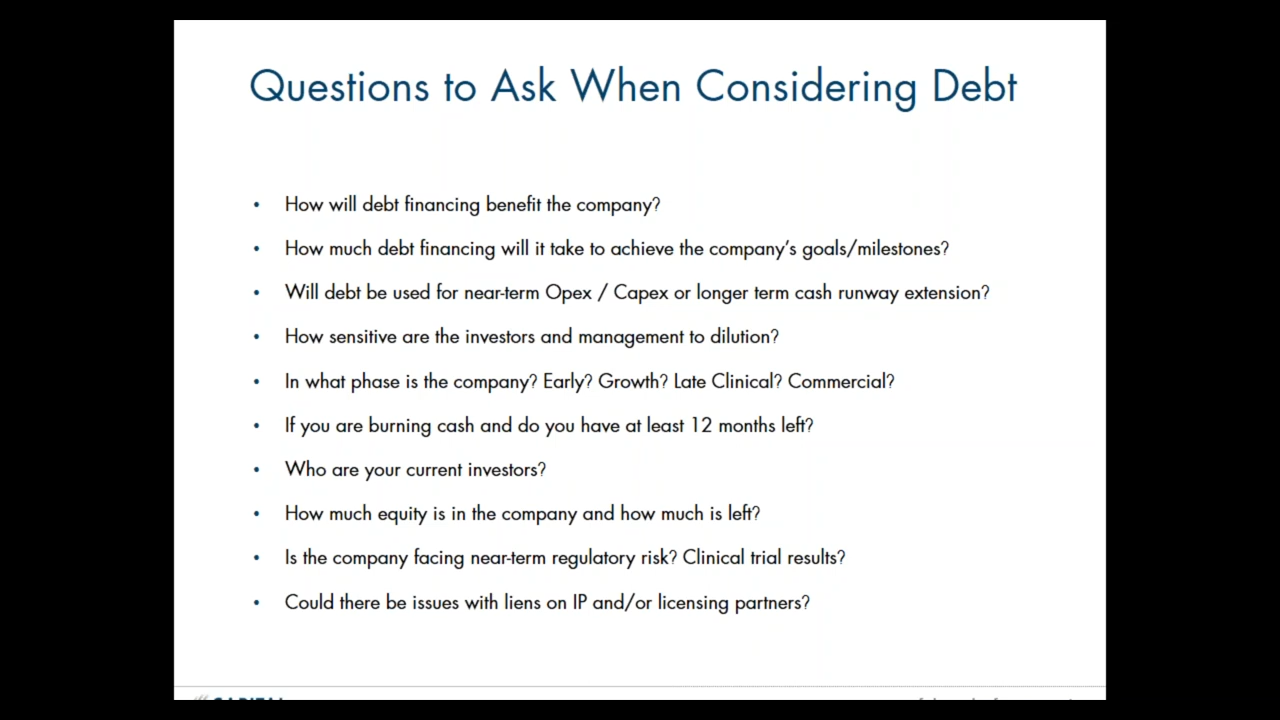 Questions to Ask When Considering Debt
• How will debt financing benefit the company?
• How much debt financing will it take to achieve the company's goals/milestones?
• Will debt be used for near-term Opex / Capex or longer term cash runway extension?
• How sensitive are the investors and management to dilution?
• In what phase is the company? Early? Growth? Late Clinical? Commercial?
• If you are burning cash and do you have at least 12 months left?
• Who are your current investors?
• How much equity is in the company and how much is left?
• Is the company facing near-term regulatory risk? Clinical trial results?
• Could there be issues with liens on IP and/or licensing partners?